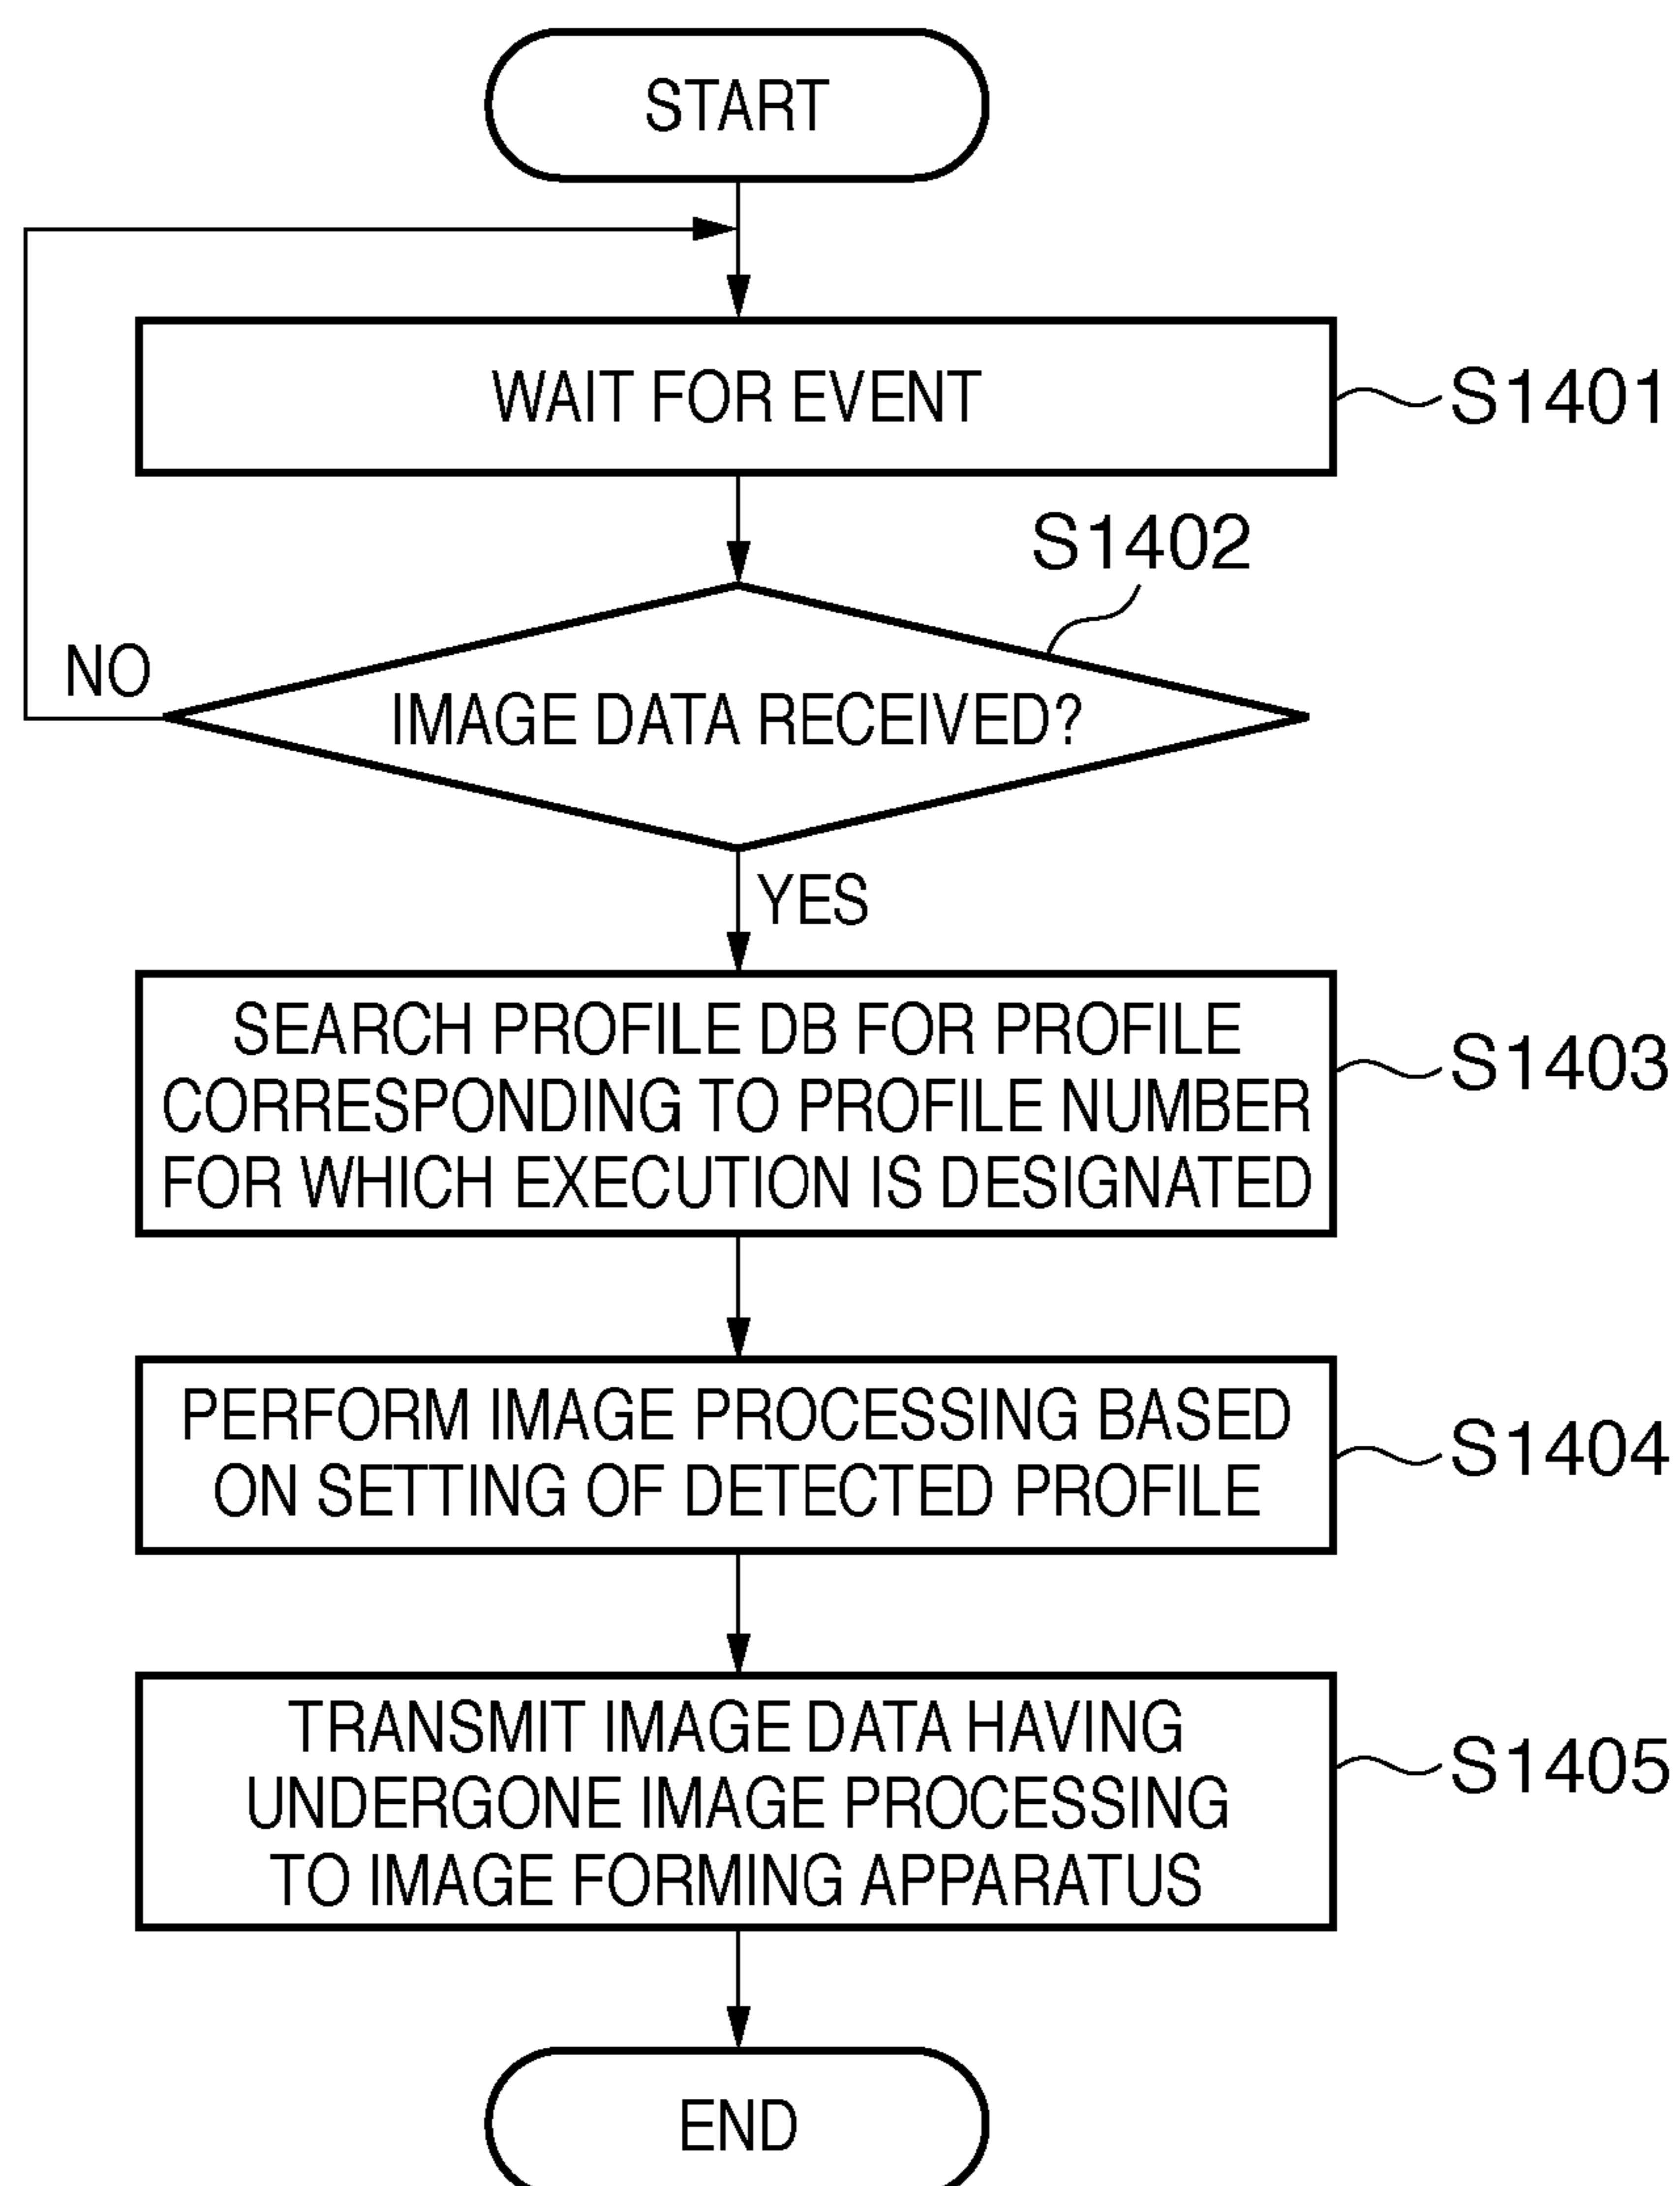 START
WAIT FOR EVENT
S1401
S1402
NO
IMAGE DATA RECEIVED?
YES
SEARCH PROFILE DB FOR PROFILE
CORRESPONDING TO PROFILE NUMBER
FOR WHICH EXECUTION IS DESIGNATED
S1403
PERFORM IMAGE PROCESSING BASED
ON SETTING OF DETECTED PROFILE
S1404
TRANSMIT IMAGE DATA HAVING
UNDERGONE IMAGE PROCESSING
TO IMAGE FORMING APPARATUS
S1405
END